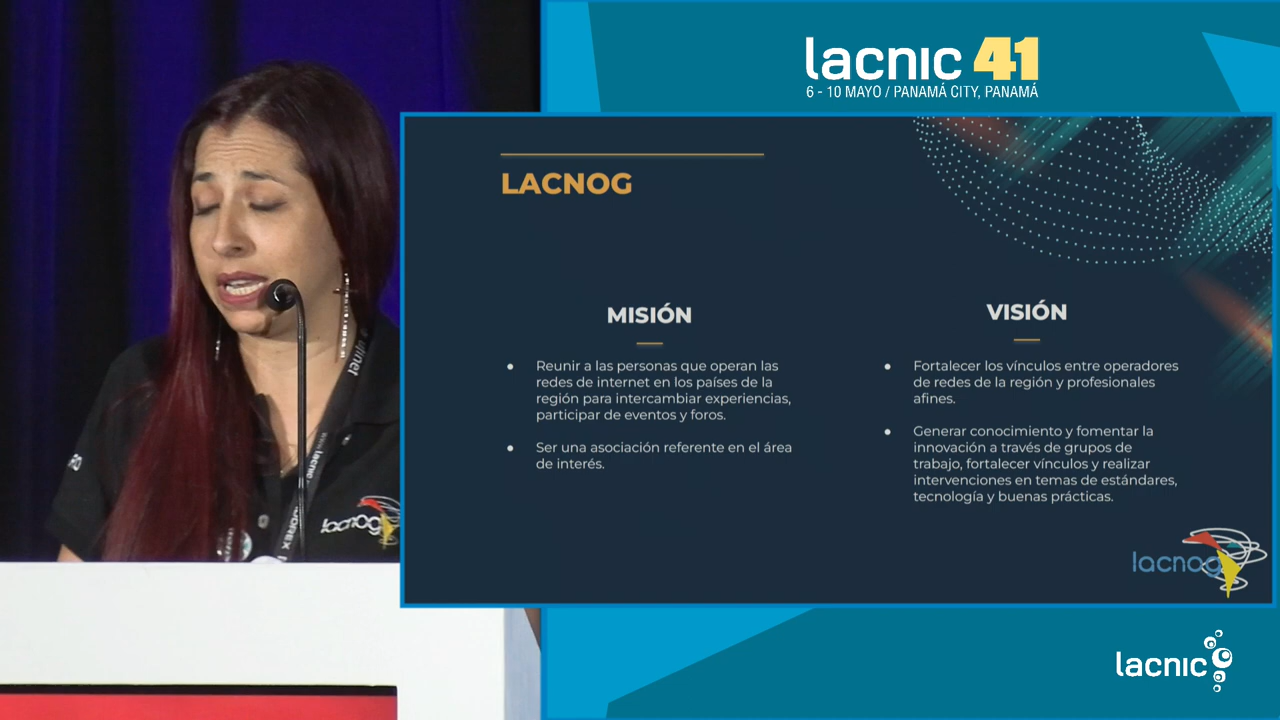 lacnic 41
6 - 10 MAYO / PANAMÁ CITY, PANAMÁ
LACNOG
MISIÓN
● Reunir a las personas que operan las
redes de internet en los países de la
región para intercambiar experiencias,
participar de eventos y foros.
● Ser una asociación referente en el área
de interés.
VISIÓN
● Fortalecer los vínculos entre operadores
de redes de la región y profesionales
afines.
● Generar conocimiento y fomentar la
innovación a través de grupos de
trabajo, fortalecer vínculos y realizar
intervenciones en temas de estándares,
tecnología y buenas prácticas.
lacnog
lacnic
lacnog
www.lacnic